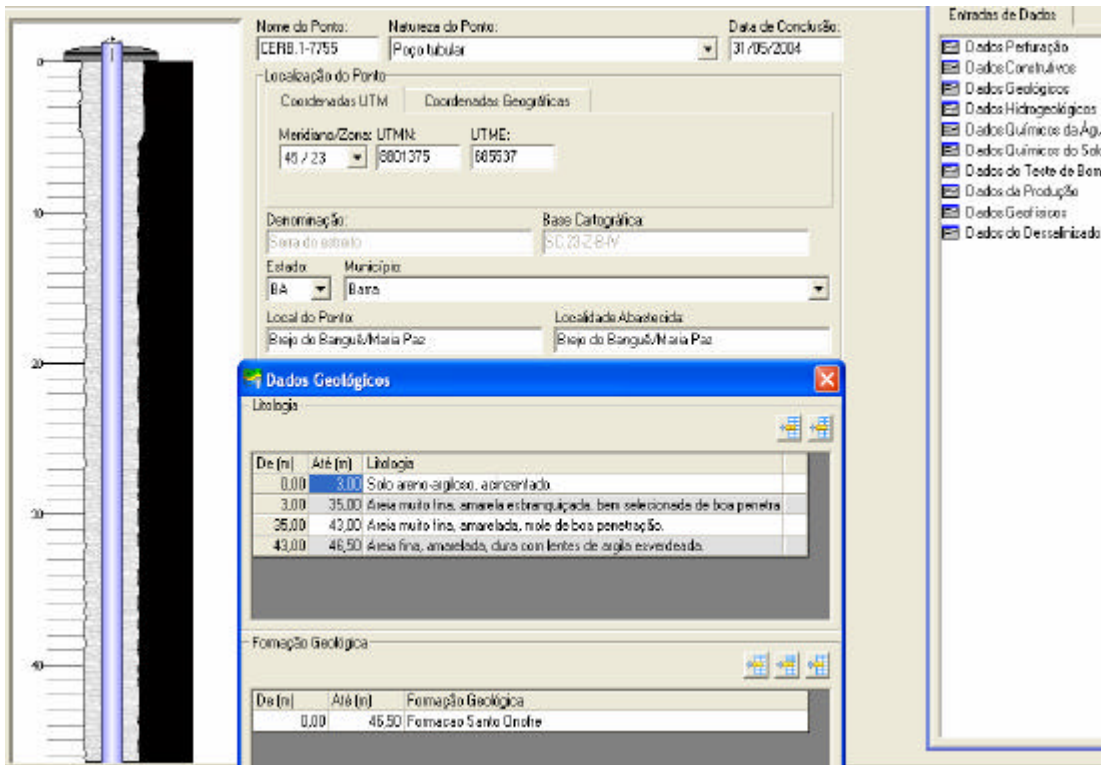 Nome do Ponto: Natureza do Ponto: Data de Conclusão:
CERB.1-7755 Poço tubular 31/05/2004
Localização do Ponto
Coordenadas UTM Coordenadas Geográficas
Meridiano/Zona: UTMN: UTME:
45 / 23 8801375 685537
Denominação: Base Cartográfica:
Serra do estreito SC.23-Z-B-IV
Estado: Município:
BA Barra
Local do Ponto: Localidade Abastecida:
Brejo do Banguê/Maria Paz Brejo do Banguê/Maria Paz
Dados Geológicos
Litologia
De (m) Até (m) Litologia
0,00 3,00 Solo areno-argiloso, acinzentado.
3,00 35,00 Areia muito fina, amarela esbranquiçada, bem selecionada de boa penetra
35,00 43,00 Areia muito fina, amarelada, mole de boa penetração.
43,00 46,50 Areia fina, amarelada, dura com lentes de argila esverdeada.
Formação Geológica
De (m) Até (m) Formação Geológica
0,00 46,50 Formacao Santo Onofre
Entradas de Dados
Dados Perfuração
Dados Construtivos
Dados Geológicos
Dados Hidrogeológicos
Dados Químicos da Águ
Dados Químicos do Solo
Dados do Teste de Bom
Dados da Produção
Dados Geofísicos
Dados do Dessalinizado
0
10
20
30
40